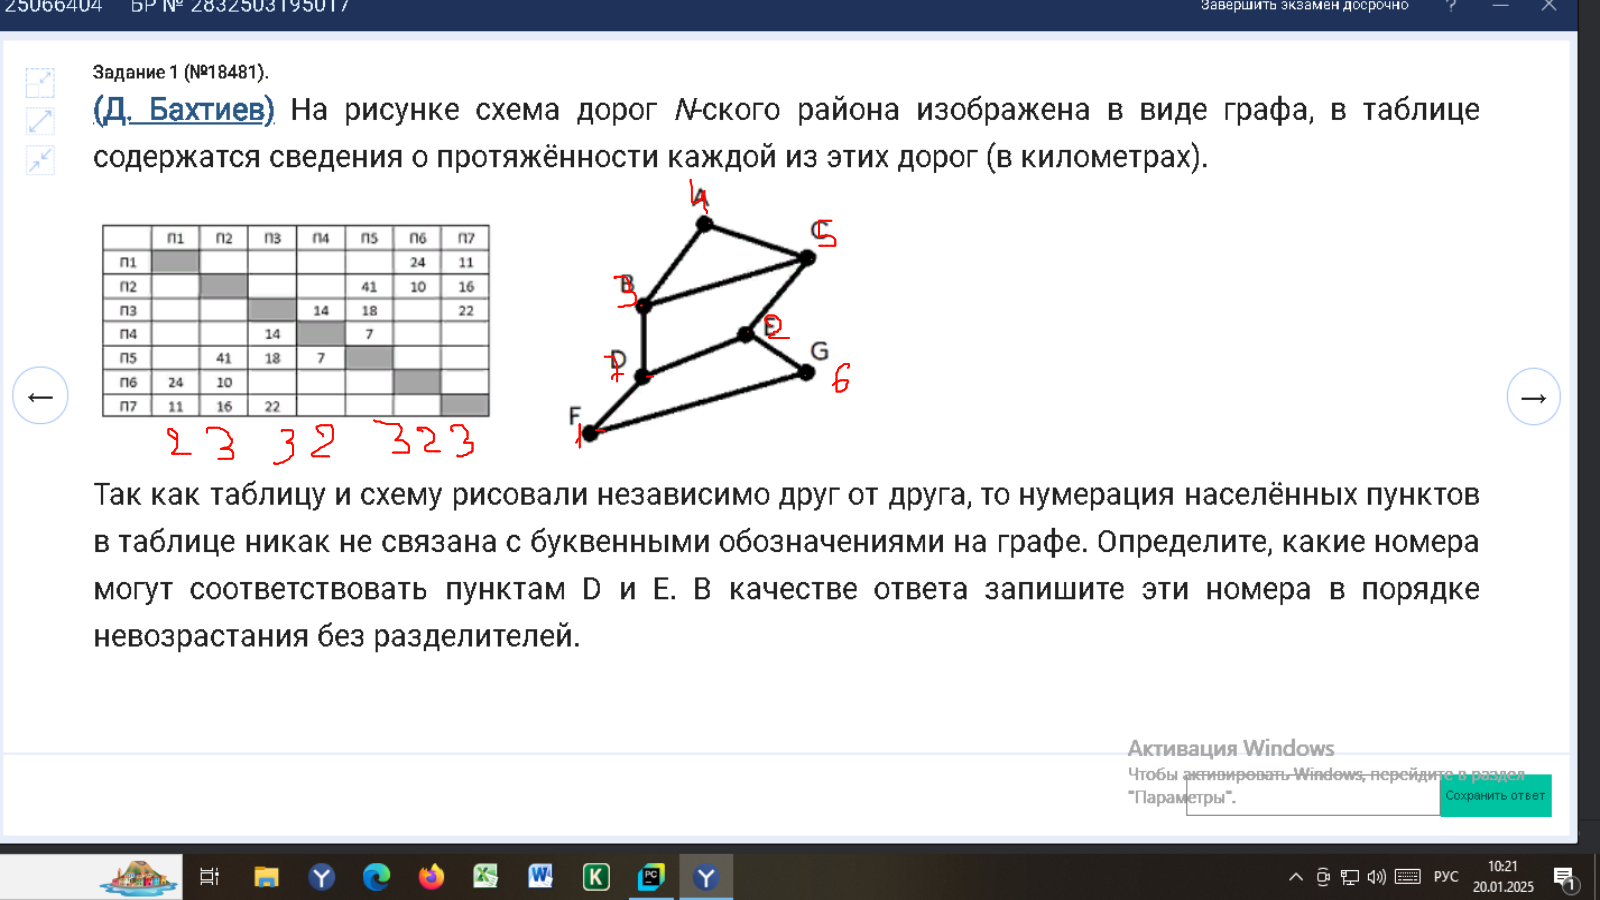 25066404 БР № 2832503195017 Завершить экзамен досрочно ?
Задание 1 (№18481).
(Д. Бахтиев) На рисунке схема дорог N-ского района изображена в виде графа, в таблице
содержатся сведения о протяжённости каждой из этих дорог (в километрах).
П1 П2 П3 П4 П5 П6 П7
П1 24 11
П2 41 10 16
П3 14 18 22
П4 14 7
П5 41 18 7
П6 24 10
П7 11 16 22
2 3 3 2 3 2 3
A 4
C 5
B 3
E 2
D 7
G 6
F 1
Так как таблицу и схему рисовали независимо друг от друга, то нумерация населённых пунктов
в таблице никак не связана с буквенными обозначениями на графе. Определите, какие номера
могут соответствовать пунктам D и E. В качестве ответа запишите эти номера в порядке
невозрастания без разделителей.
Активация Windows
Чтобы активировать Windows, перейдите в раздел
"Параметры".
Сохранить ответ
РУС
10:21
20.01.2025
1